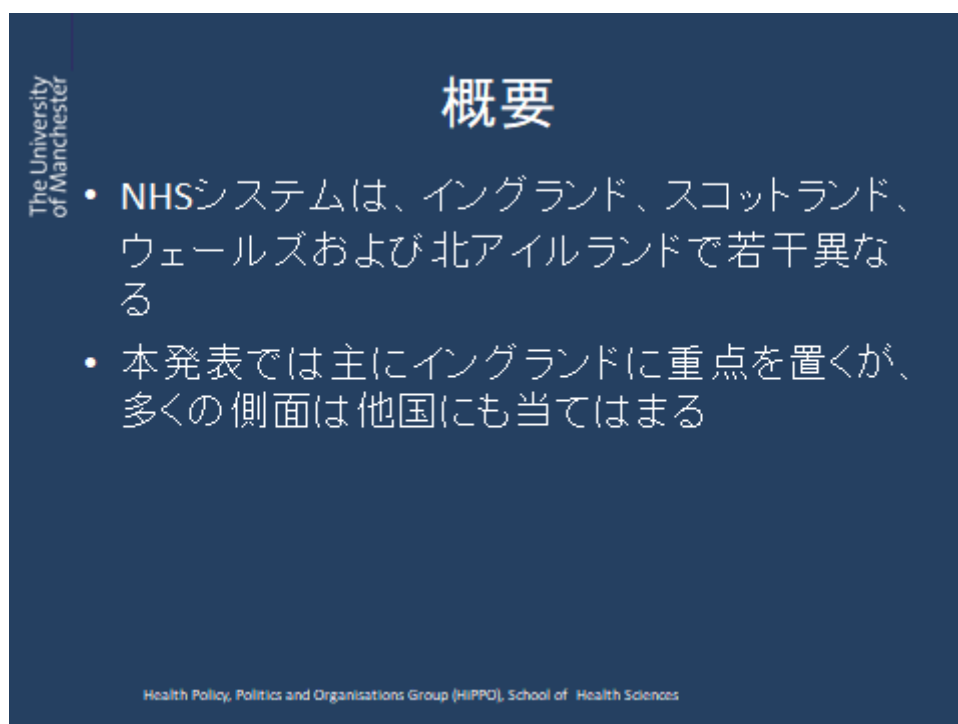 The University
of Manchester
概要
• NHSシステムは、イングランド、スコットランド、
ウェールズおよび北アイルランドで若干異な
る
• 本発表では主にイングランドに重点を置くが、
多くの側面は他国にも当てはまる
Health Policy, Politics and Organisations Group (HiPPO), School of Health Sciences